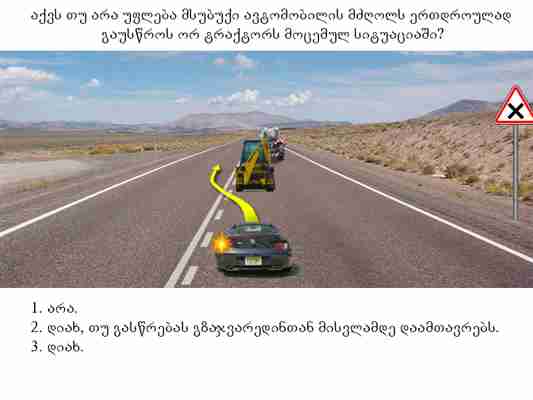 აქვს თუ არა უფლება მსუბუქი ავტომობილის მძღოლს ერთდროულად
გაუსწროს ორ ტრაქტორს მოცემულ სიტუაციაში?
1. არა.
2. დიახ, თუ გასწრებას გზაჯვარედინთან მისვლამდე დაამთავრებს.
3. დიახ.